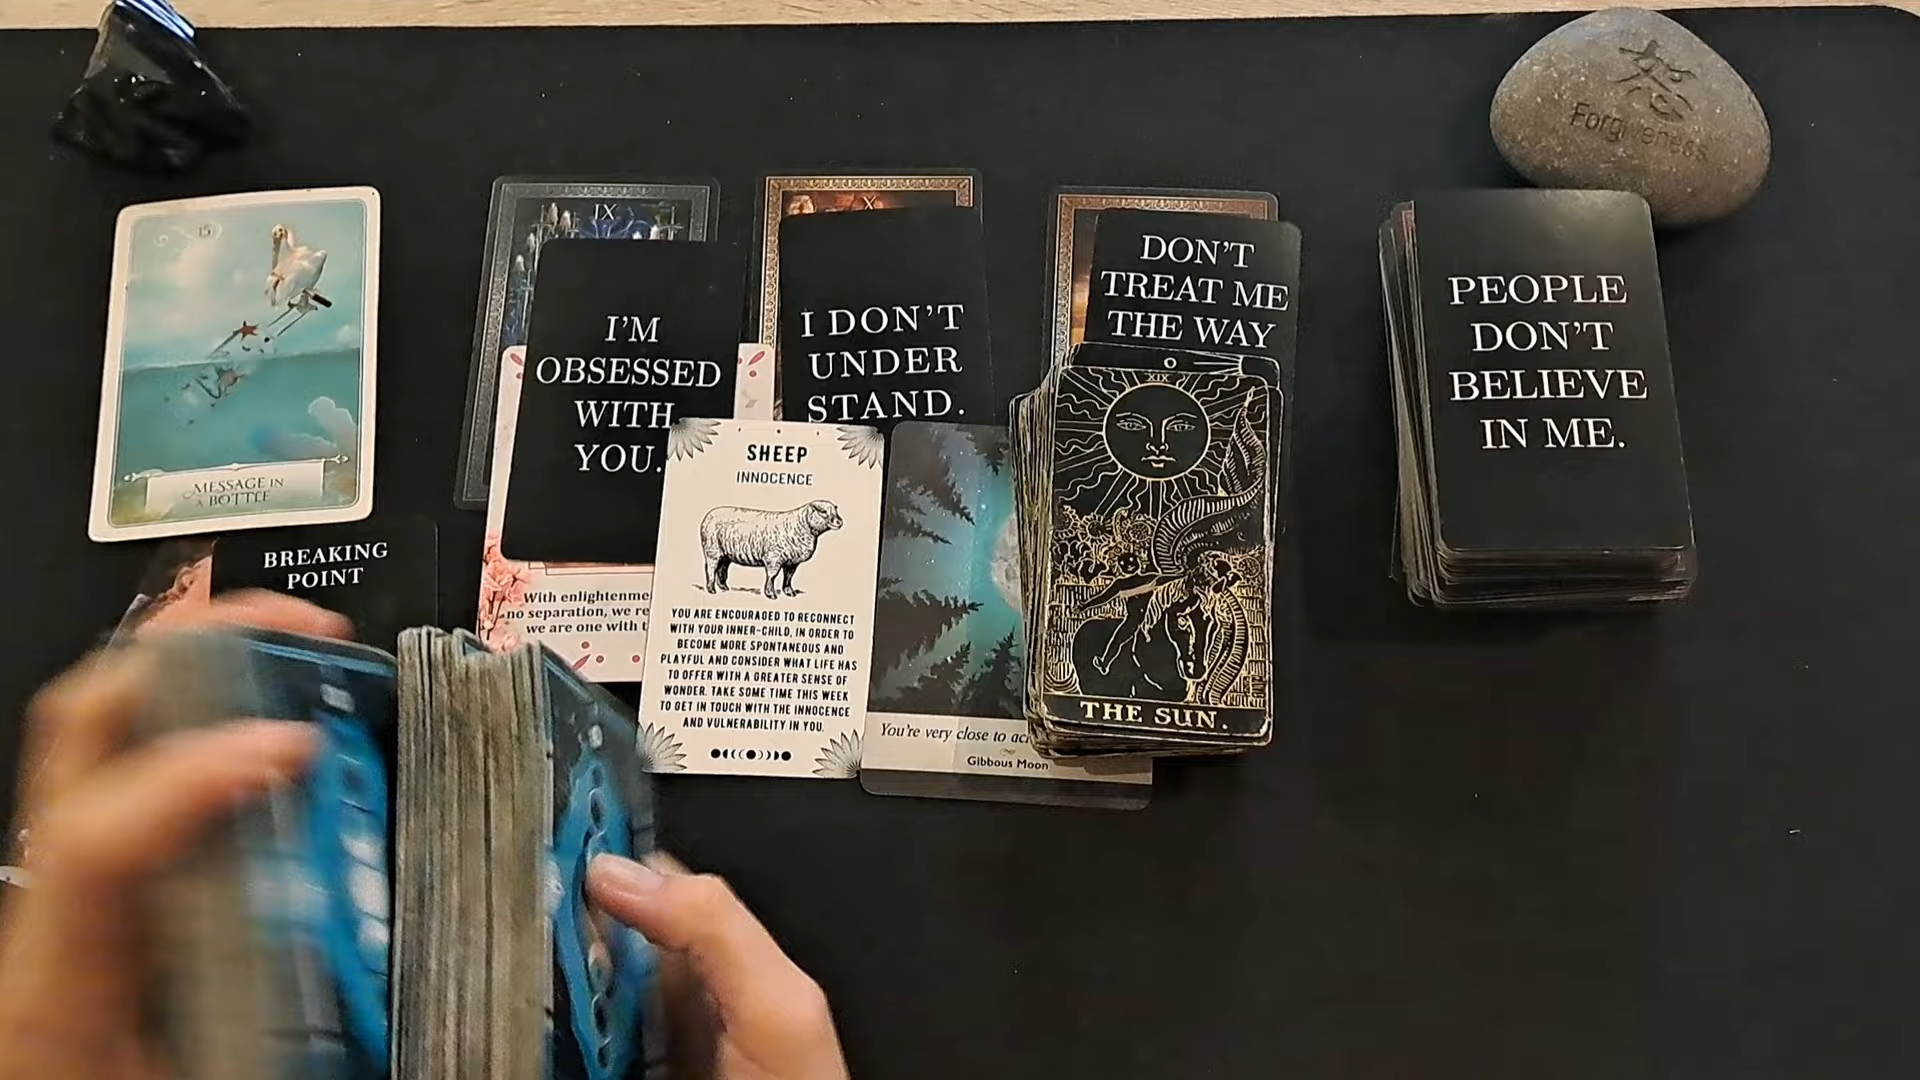 怒
Forgiveness
15
MESSAGE IN
A BOTTLE
BREAKING
POINT
IX
I'M
OBSESSED
WITH
YOU.
With enlightenme
no separation, we re
we are one with t
X
I DON'T
UNDER
STAND.
SHEEP
INNOCENCE
YOU ARE ENCOURAGED TO RECONNECT
WITH YOUR INNER-CHILD, IN ORDER TO
BECOME MORE SPONTANEOUS AND
PLAYFUL AND CONSIDER WHAT LIFE HAS
TO OFFER WITH A GREATER SENSE OF
WONDER. TAKE SOME TIME THIS WEEK
TO GET IN TOUCH WITH THE INNOCENCE
AND VULNERABILITY IN YOU.
You're very close to ac
Gibbous Moon
DON'T
TREAT ME
THE WAY
XIX
THE SUN.
PEOPLE
DON'T
BELIEVE
IN ME.